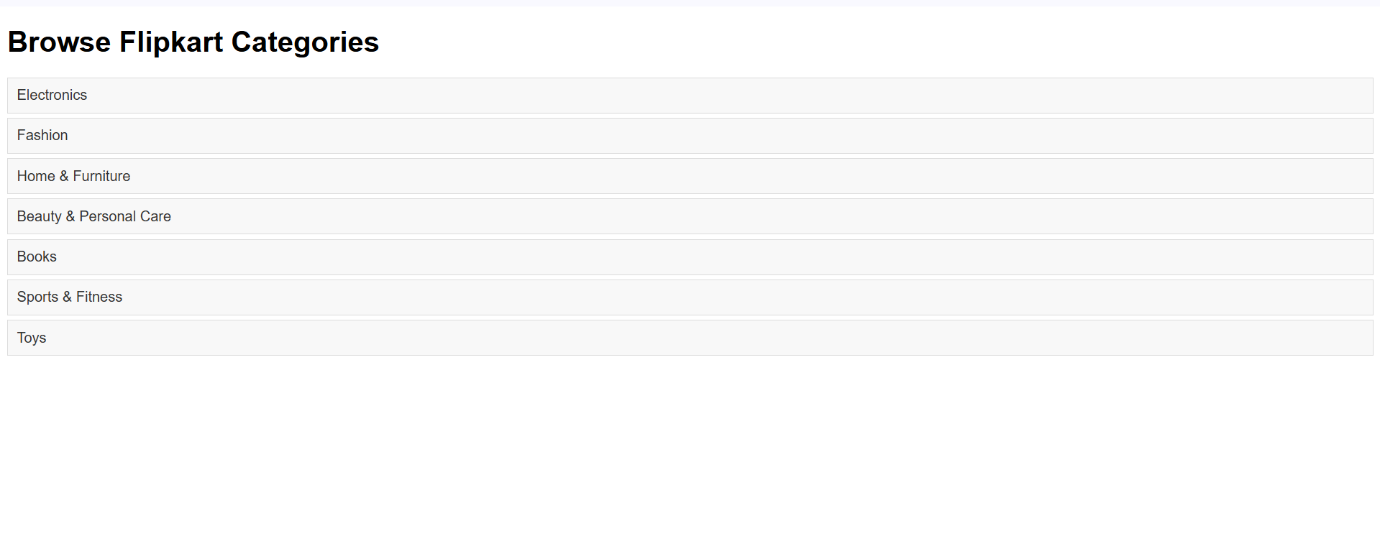 Browse Flipkart Categories
Electronics
Fashion
Home & Furniture
Beauty & Personal Care
Books
Sports & Fitness
Toys